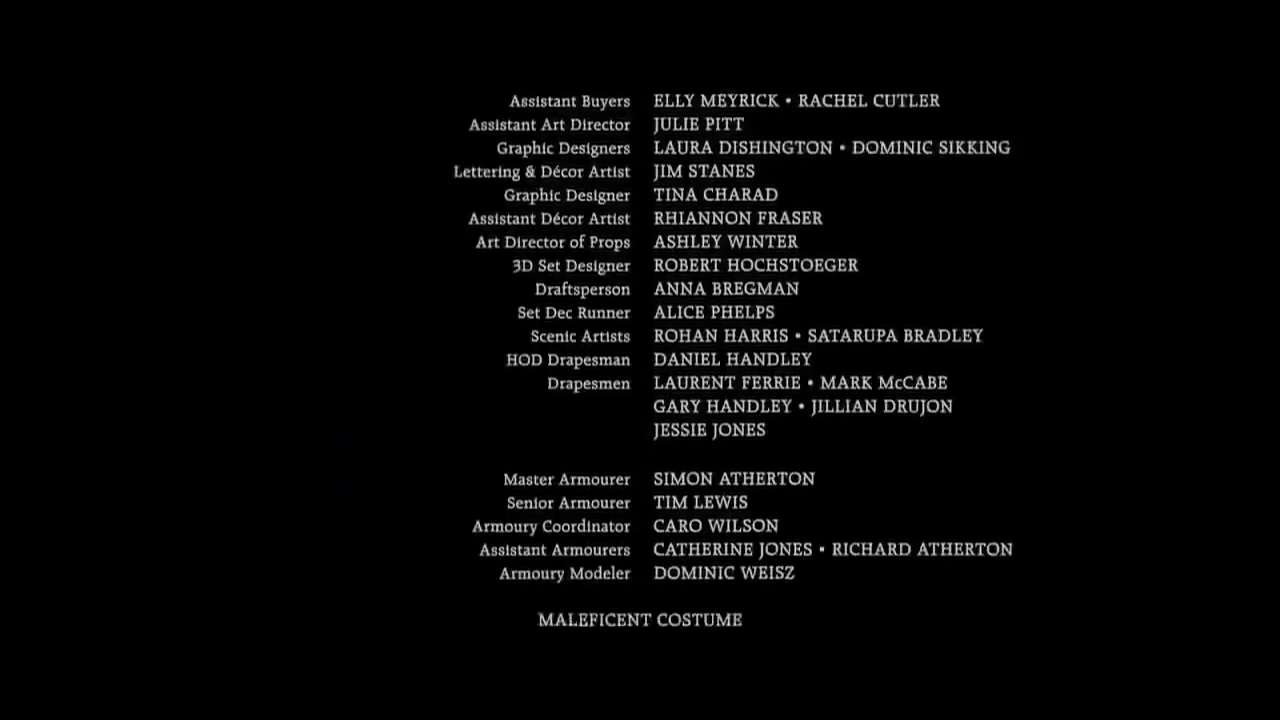 Assistant Buyers ELLY MEYRICK • RACHEL CUTLER
Assistant Art Director JULIE PITT
Graphic Designers LAURA DISHINGTON • DOMINIC SIKKING
Lettering & Décor Artist JIM STANES
Graphic Designer TINA CHARAD
Assistant Décor Artist RHIANNON FRASER
Art Director of Props ASHLEY WINTER
3D Set Designer ROBERT HOCHSTOEGER
Draftsperson ANNA BREGMAN
Set Dec Runner ALICE PHELPS
Scenic Artists ROHAN HARRIS • SATARUPA BRADLEY
HOD Drapesman DANIEL HANDLEY
Drapesmen LAURENT FERRIE • MARK McCABE
GARY HANDLEY • JILLIAN DRUJON
JESSIE JONES
Master Armourer SIMON ATHERTON
Senior Armourer TIM LEWIS
Armoury Coordinator CARO WILSON
Assistant Armourers CATHERINE JONES • RICHARD ATHERTON
Armoury Modeler DOMINIC WEISZ
MALEFICENT COSTUME